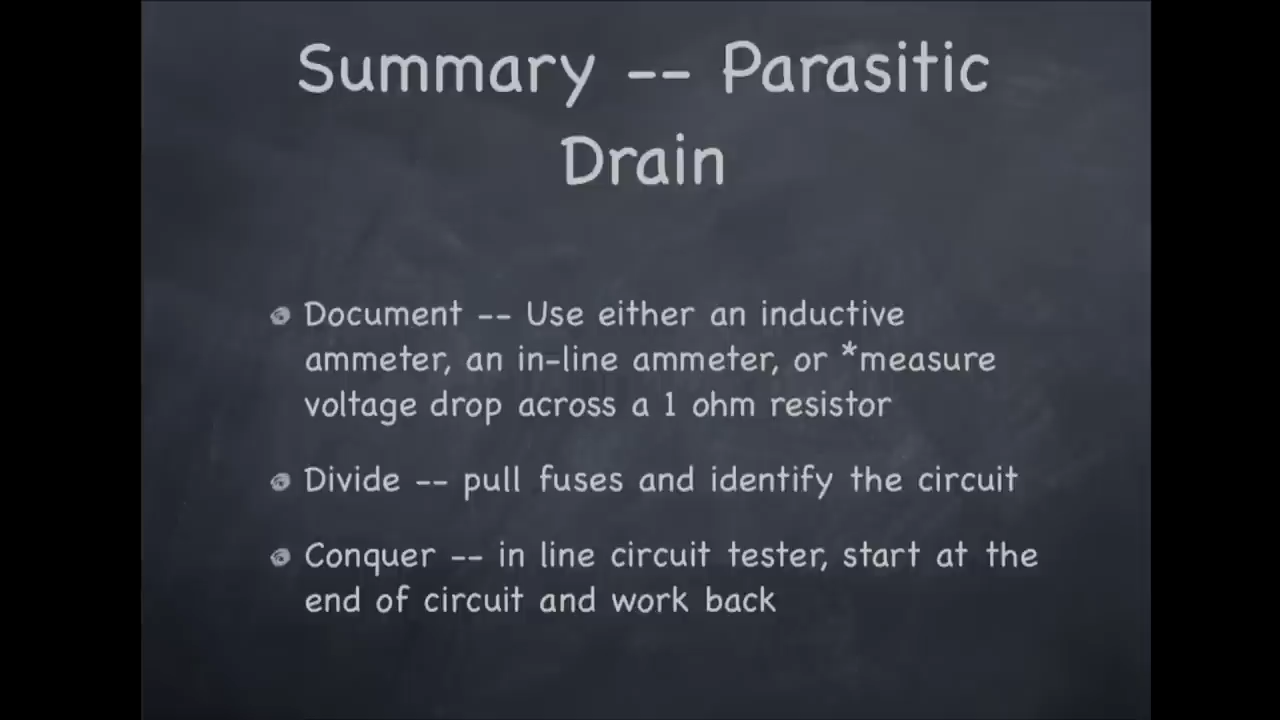 Summary -- Parasitic
Drain
Document -- Use either an inductive
ammeter, an in-line ammeter, or *measure
voltage drop across a 1 ohm resistor
Divide -- pull fuses and identify the circuit
Conquer -- in line circuit tester, start at the
end of circuit and work back